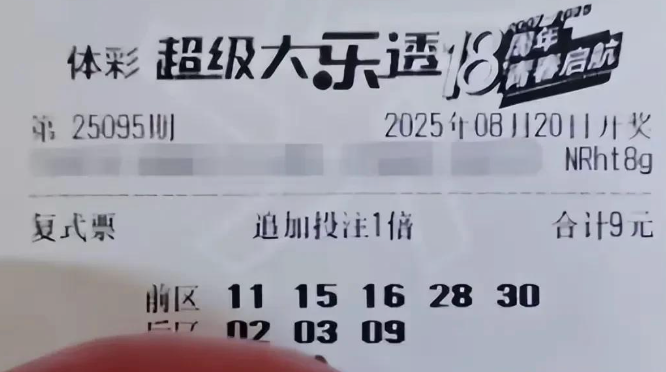 体彩 超级大乐透 18 2007-2025
周年
青春启航
第 25095期 2025年08月20日开奖
NRht8g
复式票 追加投注1倍 合计9元
前区 11 15 16 28 30
后区 02 03 09